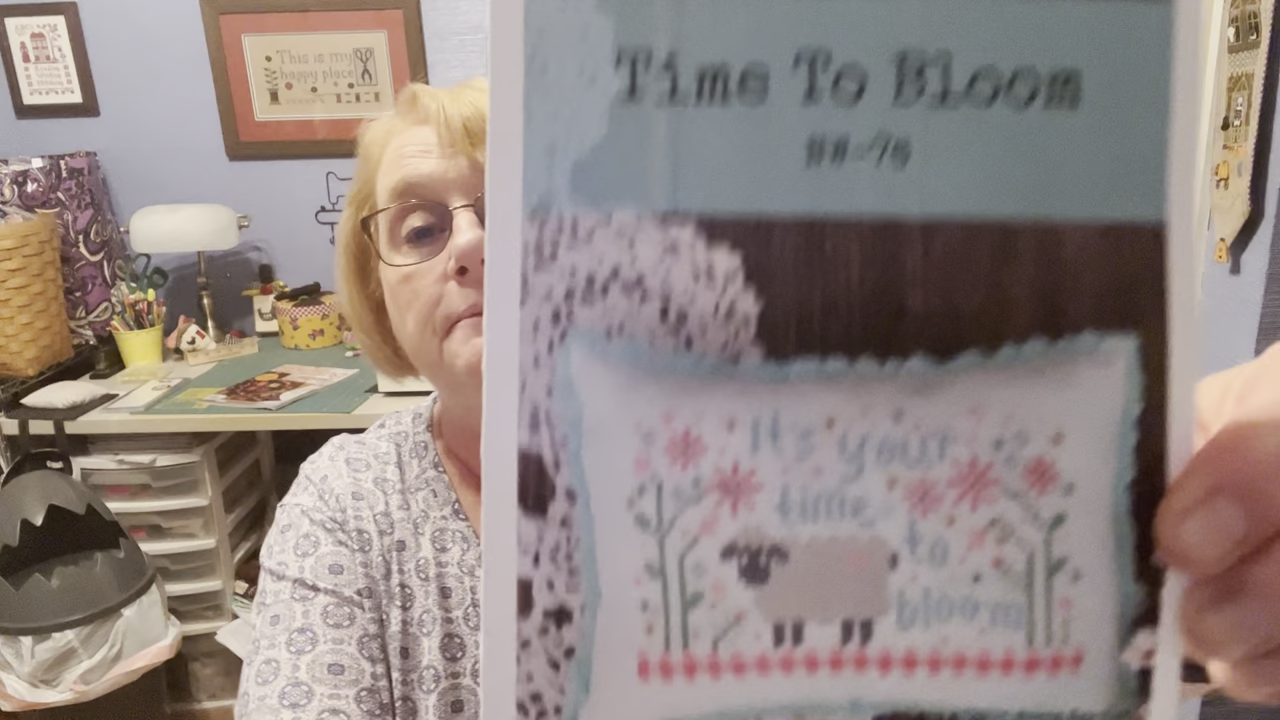 This is my
happy place
Time To Bloom
It's your
time
to
bloom